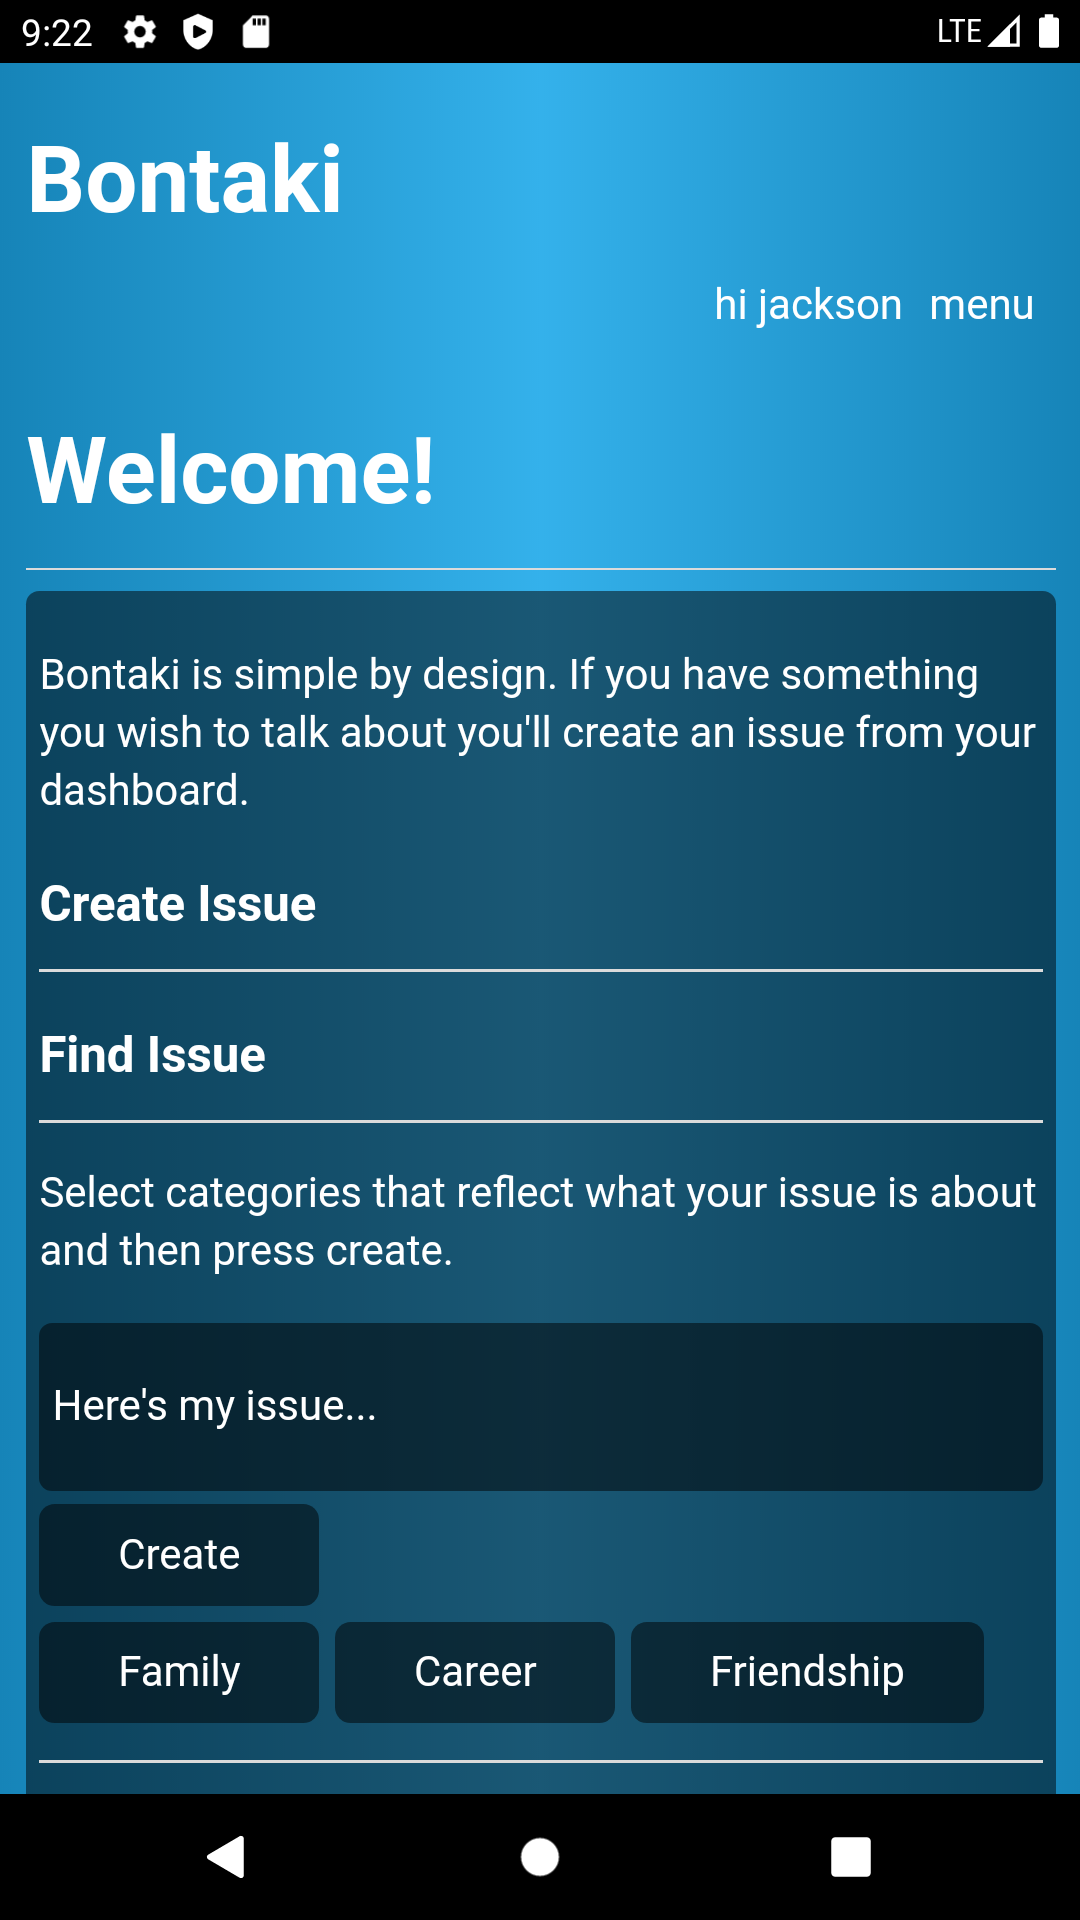 9:22
LTE
Bontaki
hi jackson menu
Welcome!
Bontaki is simple by design. If you have something
you wish to talk about you'll create an issue from your
dashboard.
Create Issue
Find Issue
Select categories that reflect what your issue is about
and then press create.
Here's my issue...
Create
Family Career Friendship